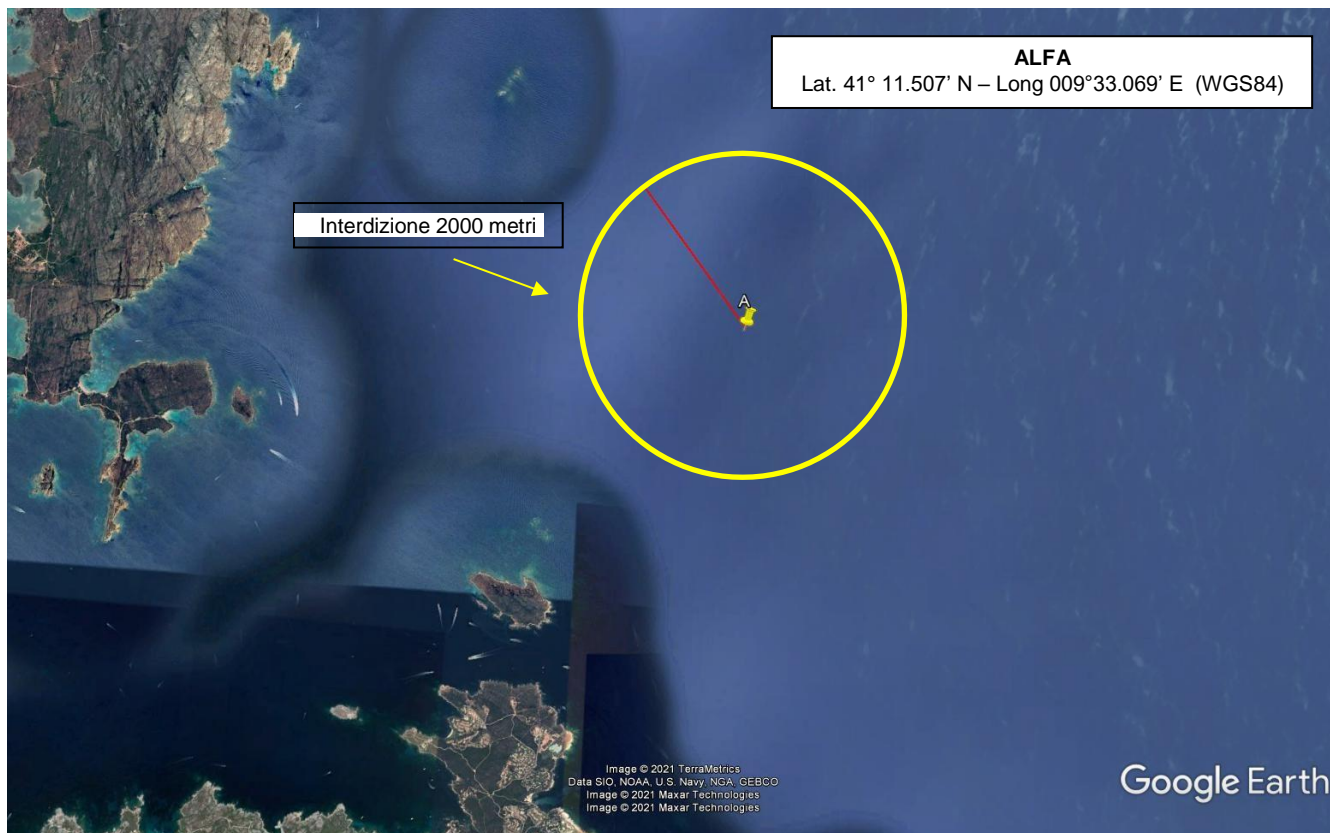 ALFA
Lat. 41° 11.507’ N – Long 009°33.069’ E (WGS84)
Interdizione 2000 metri
A
Image © 2021 TerraMetrics
Data SIO, NOAA, U.S. Navy, NGA, GEBCO
Image © 2021 Maxar Technologies
Image © 2021 Maxar Technologies
Google Earth